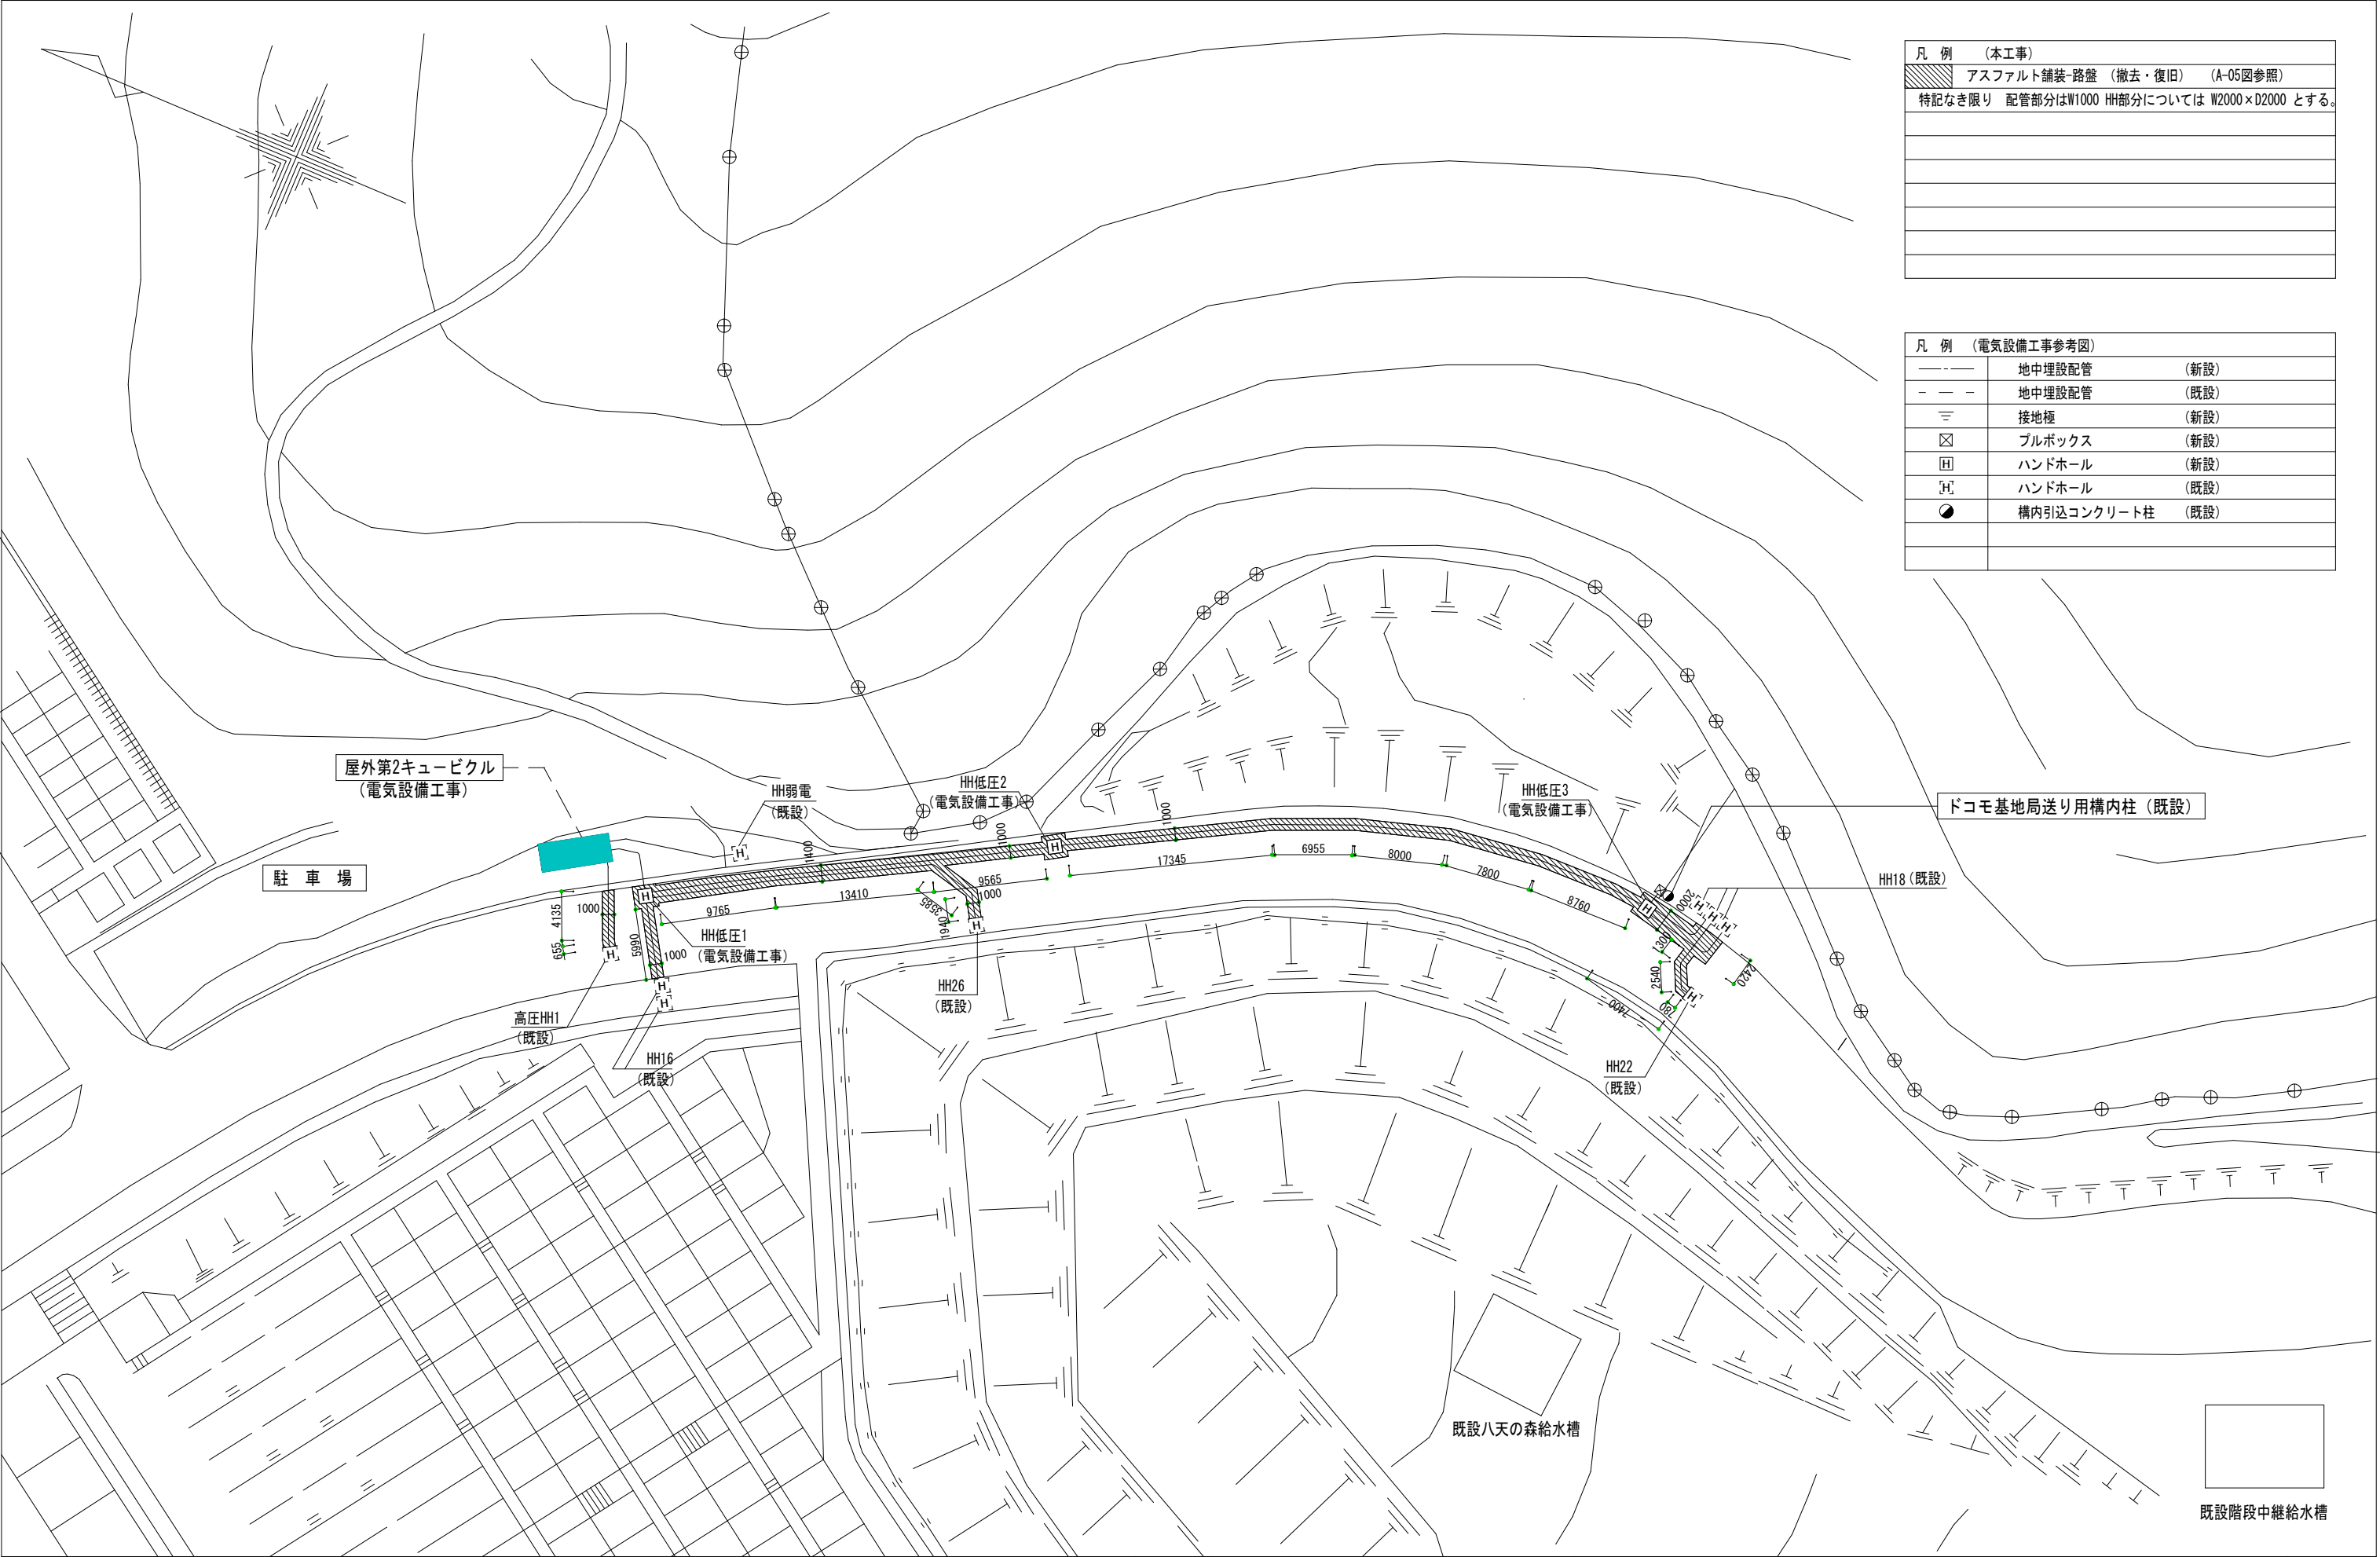 凡 例 (本工事)
アスファルト舗装-路盤 (撤去・復旧) (A-05図参照)
特記なき限り 配管部分はW1000 HH部分については W2000×D2000 とする。
凡 例 (電気設備工事参考図)
地中埋設配管 (新設)
地中埋設配管 (既設)
接地極 (新設)
プルボックス (新設)
H ハンドホール (新設)
H ハンドホール (既設)
構内引込コンクリート柱 (既設)
屋外第2キュービクル
(電気設備工事)
HH弱電
(既設)
HH低圧2
(電気設備工事)
HH低圧3
(電気設備工事)
ドコモ基地局送り用構内柱(既設)
駐 車 場
HH18(既設)
1000
1000
1400
17345
6955
8000
7800
8760
2000
1300
2420
2540
780
7400
9565
1000
13410
3585
1940
9765
1000
4135
655
5990
1000
H
H
H
H
H
H
H
H
H
H
H
H
HH低圧1
(電気設備工事)
HH26
(既設)
高圧HH1
(既設)
HH16
(既設)
HH22
(既設)
既設八天の森給水槽
既設階段中継給水槽